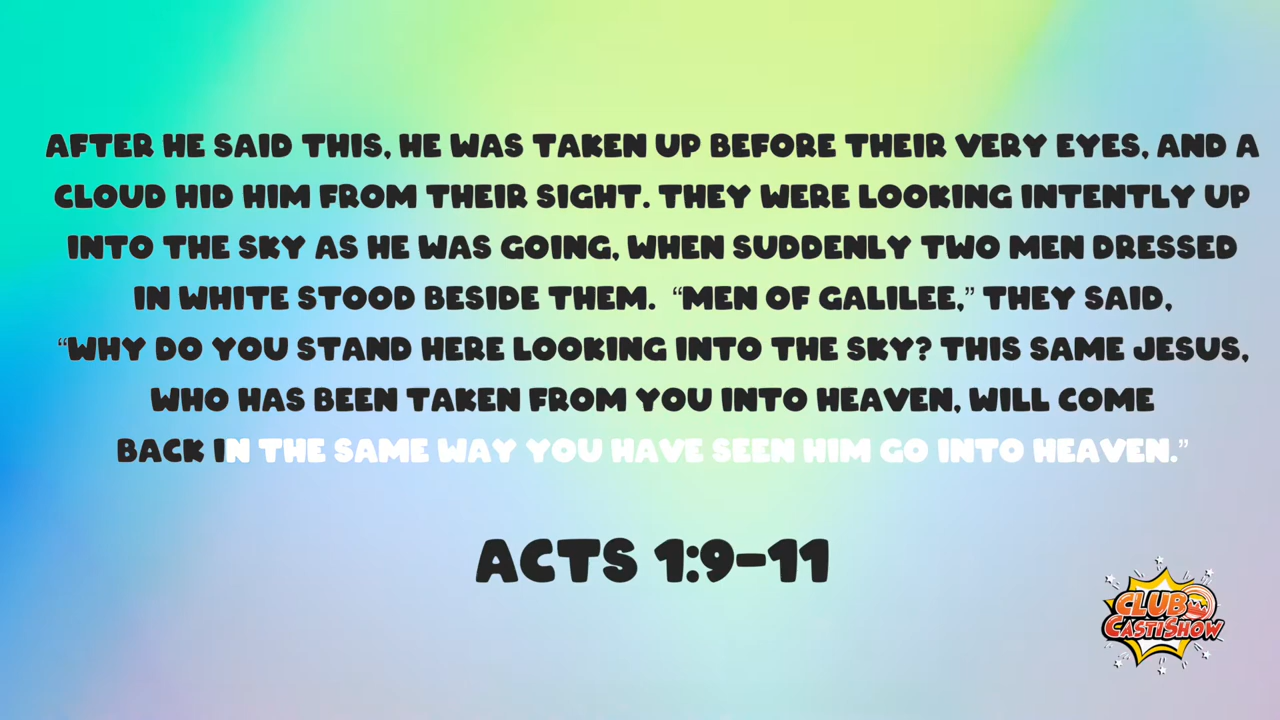 AFTER HE SAID THIS, HE WAS TAKEN UP BEFORE THEIR VERY EYES, AND A
CLOUD HID HIM FROM THEIR SIGHT. THEY WERE LOOKING INTENTLY UP
INTO THE SKY AS HE WAS GOING, WHEN SUDDENLY TWO MEN DRESSED
IN WHITE STOOD BESIDE THEM. “MEN OF GALILEE,” THEY SAID,
“WHY DO YOU STAND HERE LOOKING INTO THE SKY? THIS SAME JESUS,
WHO HAS BEEN TAKEN FROM YOU INTO HEAVEN, WILL COME
BACK IN THE SAME WAY YOU HAVE SEEN HIM GO INTO HEAVEN.”
ACTS 1:9-11
CLUB
CASTISHOW